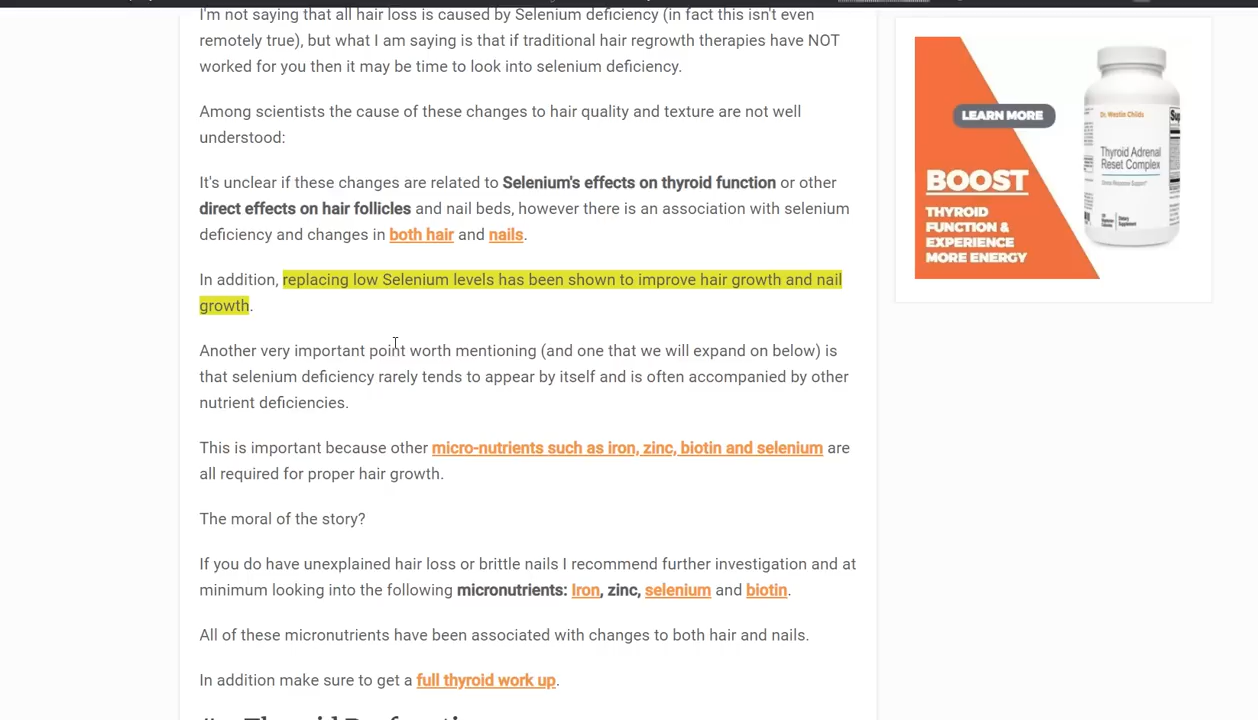 I'm not saying that all hair loss is caused by Selenium deficiency (in fact this isn't even
remotely true), but what I am saying is that if traditional hair regrowth therapies have NOT
worked for you then it may be time to look into selenium deficiency.
Among scientists the cause of these changes to hair quality and texture are not well
understood:
It's unclear if these changes are related to Selenium's effects on thyroid function or other
direct effects on hair follicles and nail beds, however there is an association with selenium
deficiency and changes in both hair and nails.
In addition, replacing low Selenium levels has been shown to improve hair growth and nail
growth.
Another very important point worth mentioning (and one that we will expand on below) is
that selenium deficiency rarely tends to appear by itself and is often accompanied by other
nutrient deficiencies.
This is important because other micro-nutrients such as iron, zinc, biotin and selenium are
all required for proper hair growth.
The moral of the story?
If you do have unexplained hair loss or brittle nails I recommend further investigation and at
minimum looking into the following micronutrients: Iron, zinc, selenium and biotin.
All of these micronutrients have been associated with changes to both hair and nails.
In addition make sure to get a full thyroid work up.
LEARN MORE
BOOST
THYROID
FUNCTION &
EXPERIENCE
MORE ENERGY
Dr. Westin Childs
Thyroid Adrenal
Reset Complex